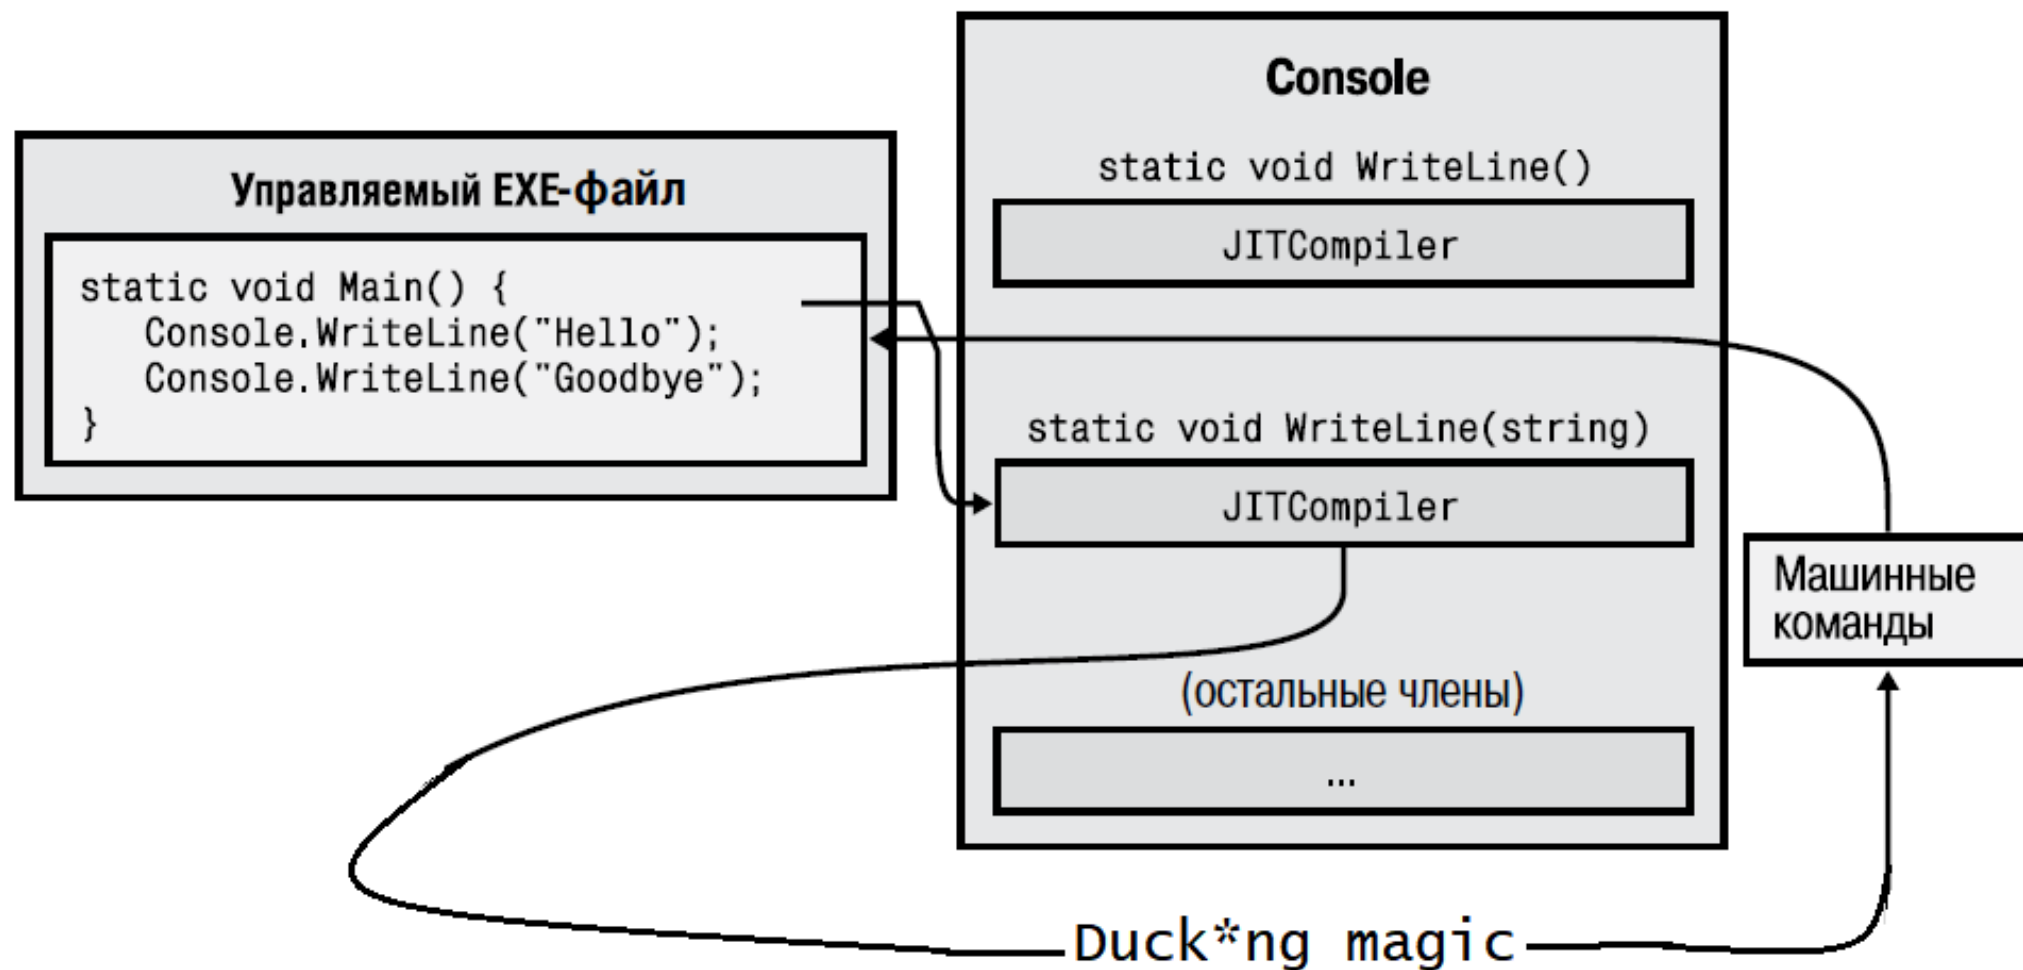 Управляемый EXE-файл
static void Main() {
Console.WriteLine("Hello");
Console.WriteLine("Goodbye");
}
Console
static void WriteLine()
JITCompiler
static void WriteLine(string)
JITCompiler
(остальные члены)
...
Машинные
команды
Duck*ng magic